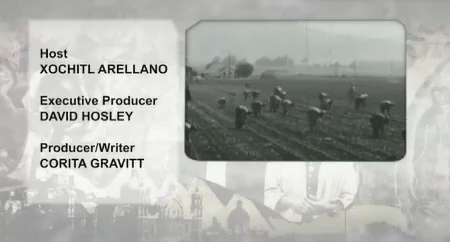 Host
XOCHITL ARELLANO
Executive Producer
DAVID HOSLEY
Producer/Writer
CORITA GRAVITT